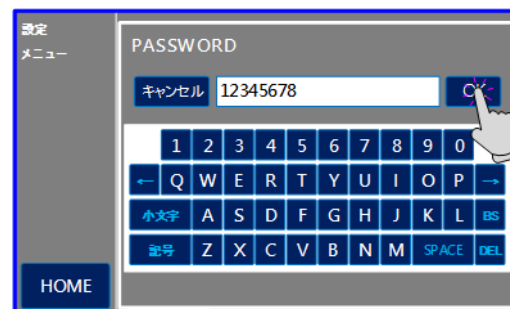 設定
メニュー
PASSWORD
キャンセル 12345678 OK
1 2 3 4 5 6 7 8 9 0
← Q W E R T Y U I O P →
小文字 A S D F G H J K L BS
記号 Z X C V B N M SPACE DEL
HOME